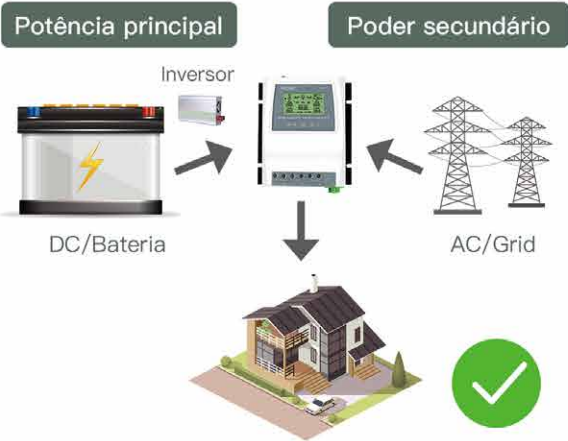 Potência principal
Poder secundário
Inversor
DC/Bateria
AC/Grid